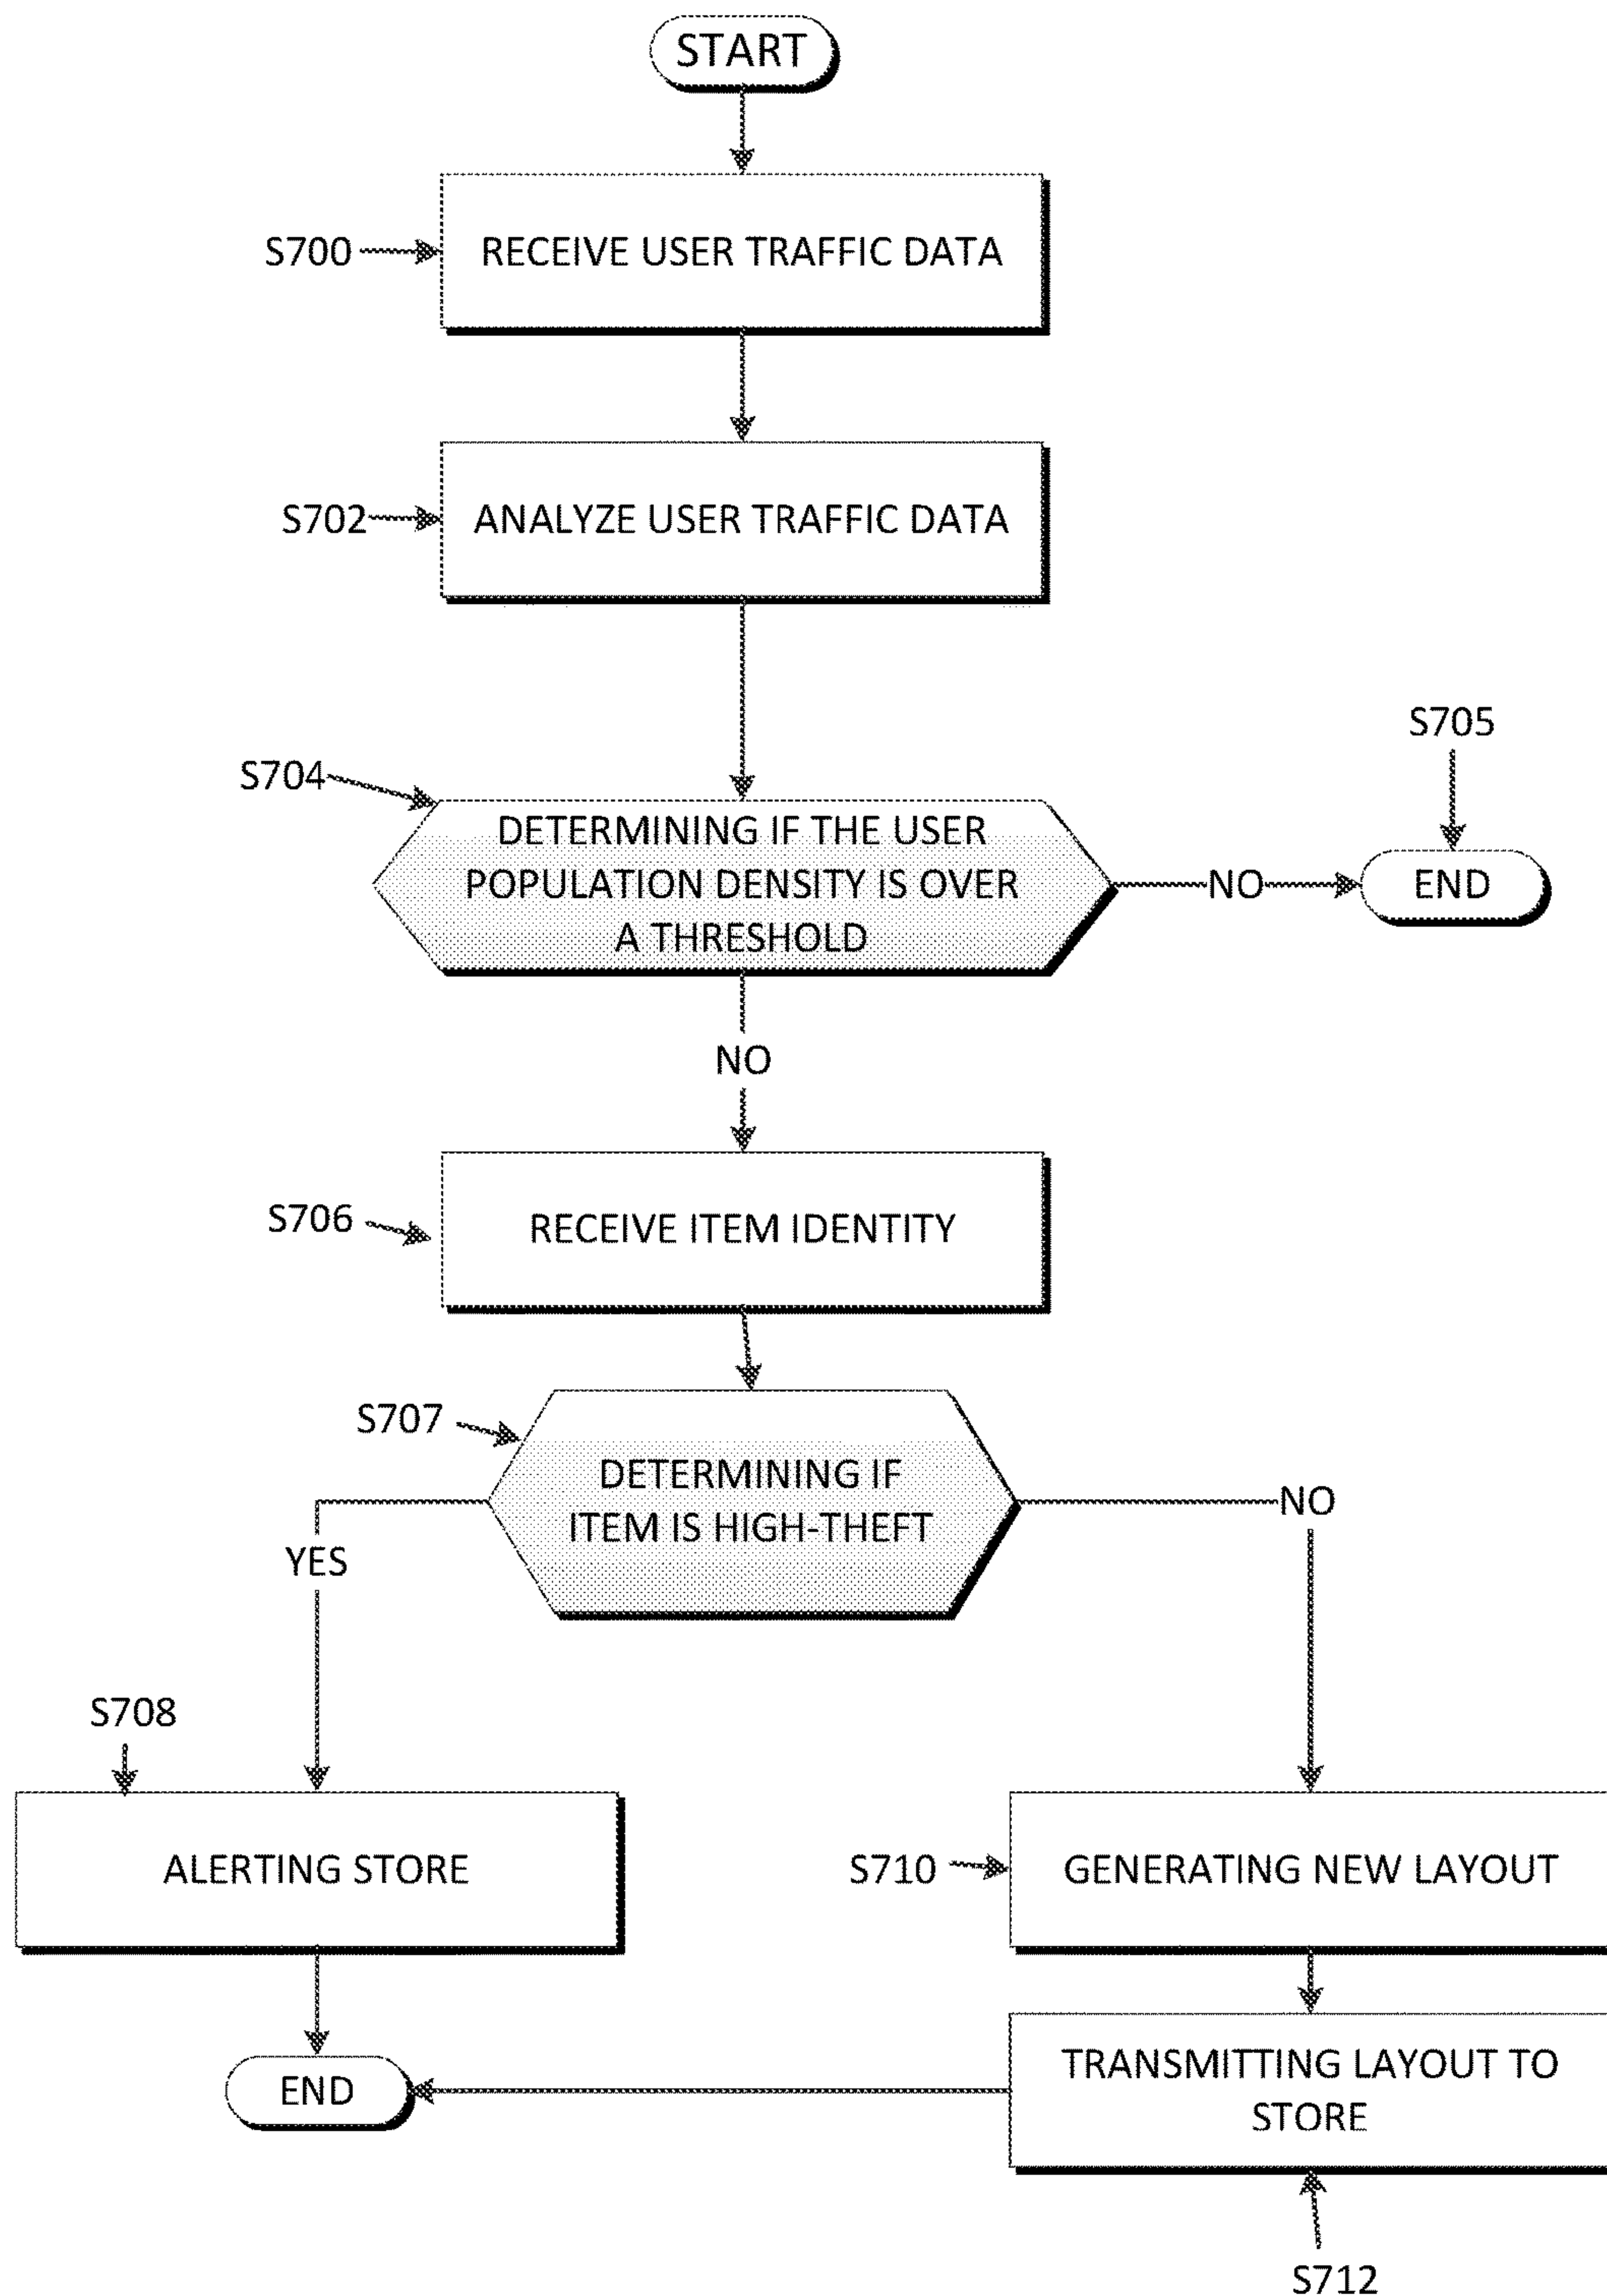 START
S700
RECEIVE USER TRAFFIC DATA
S702
ANALYZE USER TRAFFIC DATA
S705
S704
DETERMINING IF THE USER
POPULATION DENSITY IS OVER
A THRESHOLD
NO
END
NO
S706
RECEIVE ITEM IDENTITY
S707
DETERMINING IF
ITEM IS HIGH-THEFT
NO
YES
S708
ALERTING STORE
S710
GENERATING NEW LAYOUT
END
TRANSMITTING LAYOUT TO
STORE
S712